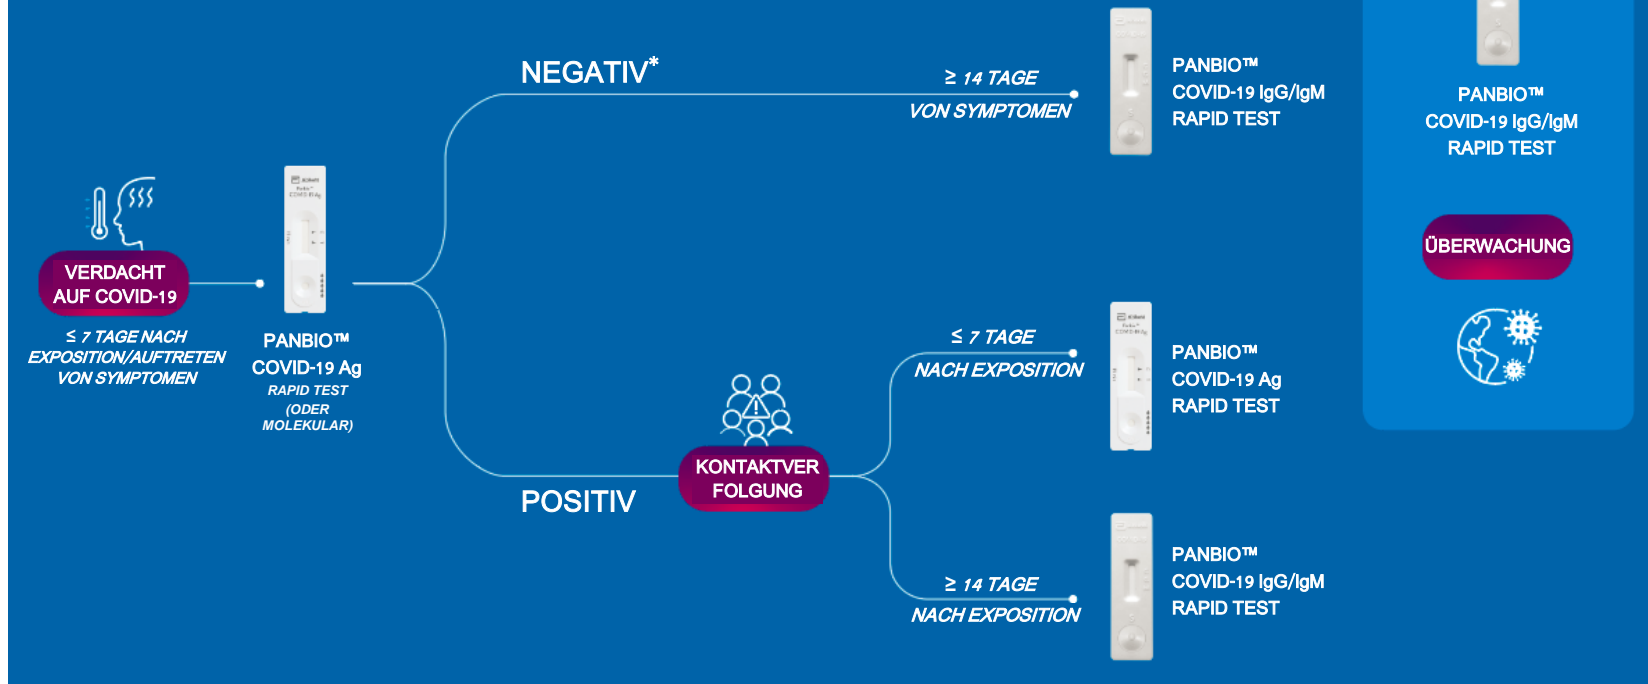 NEGATIV*
≥ 14 TAGE
VON SYMPTOMEN
PANBIO™
COVID-19 IgG/IgM
RAPID TEST
VERDACHT
AUF COVID-19
≤ 7 TAGE NACH
EXPOSITION/AUFTRETEN
VON SYMPTOMEN
PANBIO™
COVID-19 Ag
RAPID TEST
(ODER
MOLEKULAR)
POSITIV
KONTAKTVER
FOLGUNG
≤ 7 TAGE
NACH EXPOSITION
PANBIO™
COVID-19 Ag
RAPID TEST
≥ 14 TAGE
NACH EXPOSITION
PANBIO™
COVID-19 IgG/IgM
RAPID TEST
PANBIO™
COVID-19 IgG/IgM
RAPID TEST
ÜBERWACHUNG